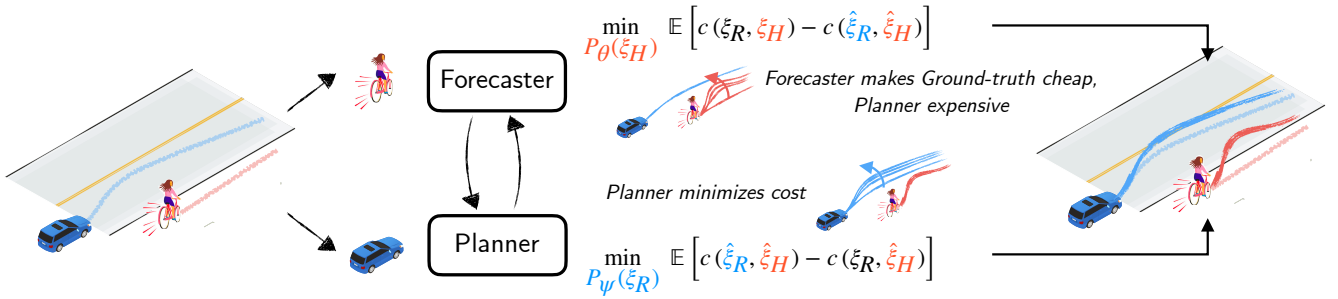 Forecaster
min 𝔼 [c (ξ_R, ξ_H) − c (ξ̂_R, ξ̂_H)]
P_θ(ξ_H)
Forecaster makes Ground-truth cheap,
Planner expensive
Planner minimizes cost
Planner
min 𝔼 [c (ξ̂_R, ξ̂_H) − c (ξ_R, ξ̂_H)]
P_ψ(ξ_R)